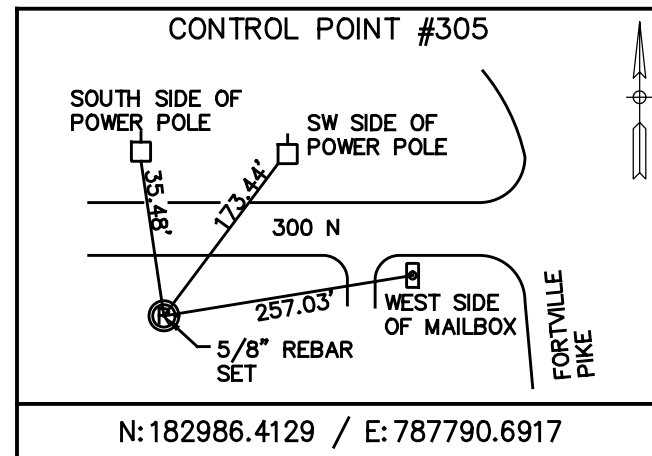 CONTROL POINT #305
SOUTH SIDE OF
POWER POLE
SW SIDE OF
POWER POLE
35.48'
173.44'
300 N
257.03'
WEST SIDE
OF MAILBOX
FORTVILLE
PIKE
5/8" REBAR
SET
N:182986.4129 / E:787790.6917